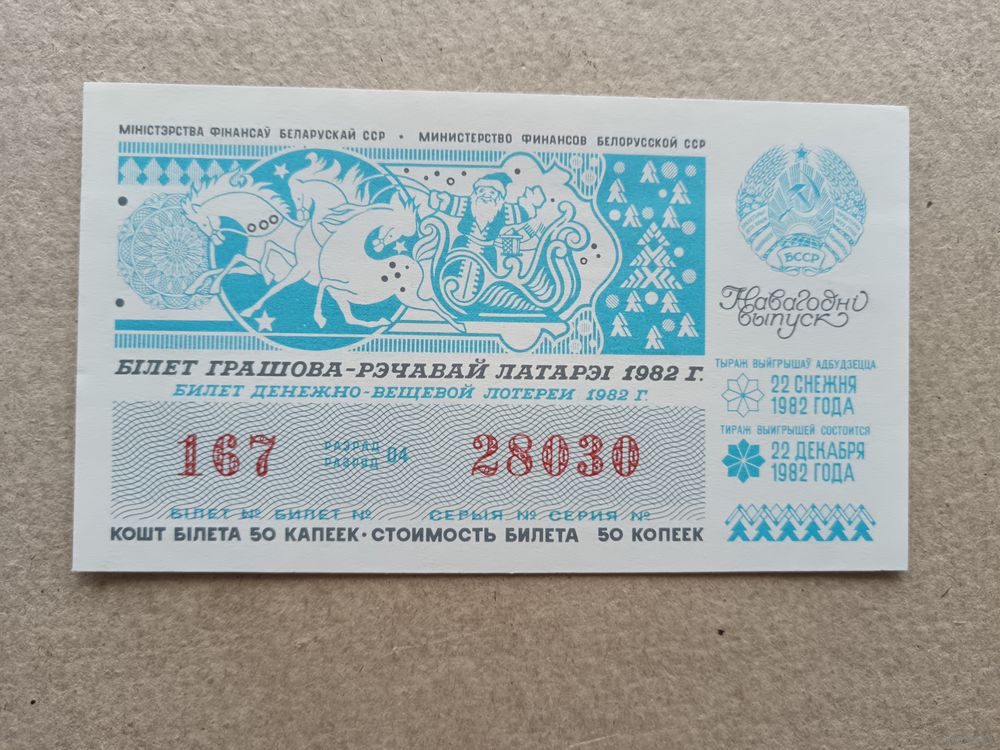 МІНІСТЭРСТВА ФІНАНСАЎ БЕЛАРУСКАЙ ССР • МИНИСТЕРСТВО ФИНАНСОВ БЕЛОРУССКОЙ ССР
БССР
Навагодні
выпуск
БІЛЕТ ГРАШОВА-РЭЧАВАЙ ЛАТАРЭІ 1982 Г.
БИЛЕТ ДЕНЕЖНО-ВЕЩЕВОЙ ЛОТЕРЕИ 1982 Г.
ТЫРАЖ ВЫЙГРЫШАЎ АДБУДЗЕЦЦА
22 СНЕЖНЯ
1982 ГОДА
ТИРАЖ ВЫИГРЫШЕЙ СОСТОИТСЯ
22 ДЕКАБРЯ
1982 ГОДА
167 РАЗРАД 04 28030
РАЗРЯД
БІЛЕТ № БИЛЕТ № СЕРЫЯ № СЕРИЯ №
КОШТ БІЛЕТА 50 КАПЕЕК • СТОИМОСТЬ БИЛЕТА 50 КОПЕЕК